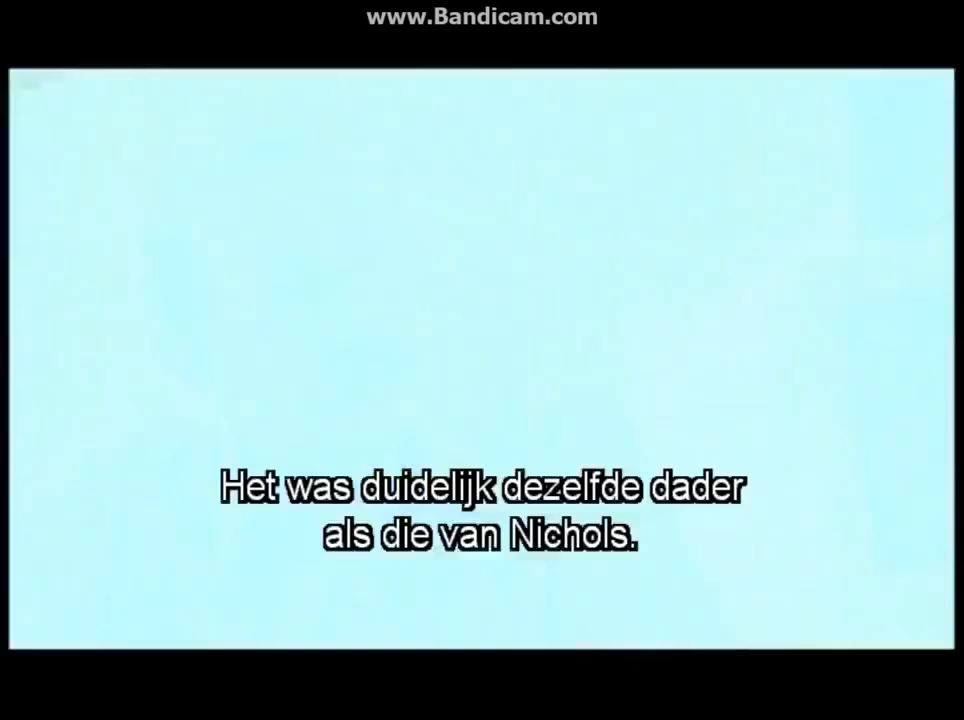 www.Bandicam.com
Het was duidelijk dezelfde dader
als die van Nichols.